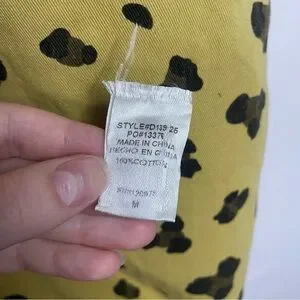 STYLE#D139 25
PO#1337
MADE IN CHINA
HECHO EN CHINA
100%COTTON
M